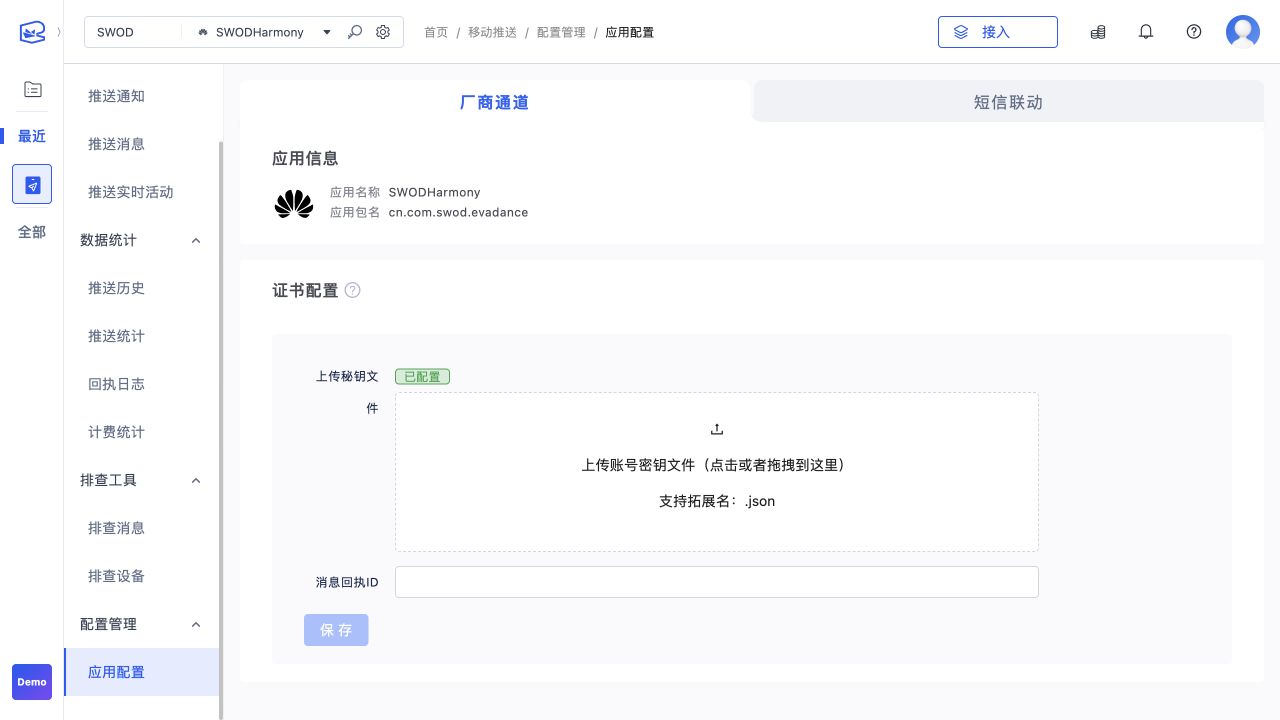 SWOD
SWODHarmony
首页 / 移动推送 / 配置管理 / 应用配置
接入
最近
全部
Demo
推送通知
推送消息
推送实时活动
数据统计
推送历史
推送统计
回执日志
计费统计
排查工具
排查消息
排查设备
配置管理
应用配置
厂商通道
短信联动
应用信息
应用名称 SWODHarmony
应用包名 cn.com.swod.evadance
证书配置
上传秘钥文
件
已配置
上传账号密钥文件（点击或者拖拽到这里）
支持拓展名：.json
消息回执ID
保 存